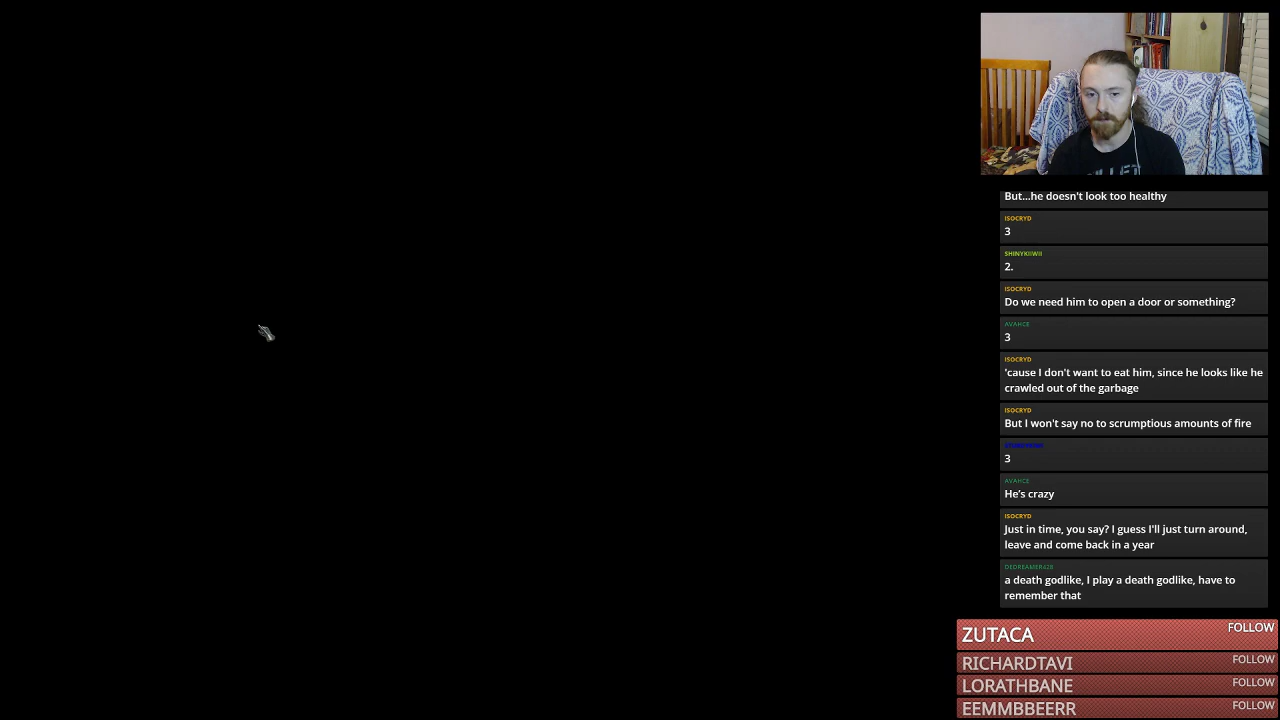 But...he doesn't look too healthy
ISOCRYD
3
SHINYKIIWII
2.
ISOCRYD
Do we need him to open a door or something?
AVAHCE
3
ISOCRYD
'cause I don't want to eat him, since he looks like he
crawled out of the garbage
ISOCRYD
But I won't say no to scrumptious amounts of fire
3
AVAHCE
He's crazy
ISOCRYD
Just in time, you say? I guess I'll just turn around,
leave and come back in a year
DEDREAMER628
a death godlike, I play a death godlike, have to
remember that
ZUTACA FOLLOW
RICHARDTAVI FOLLOW
LORATHBANE FOLLOW
EEMMBBEERR FOLLOW